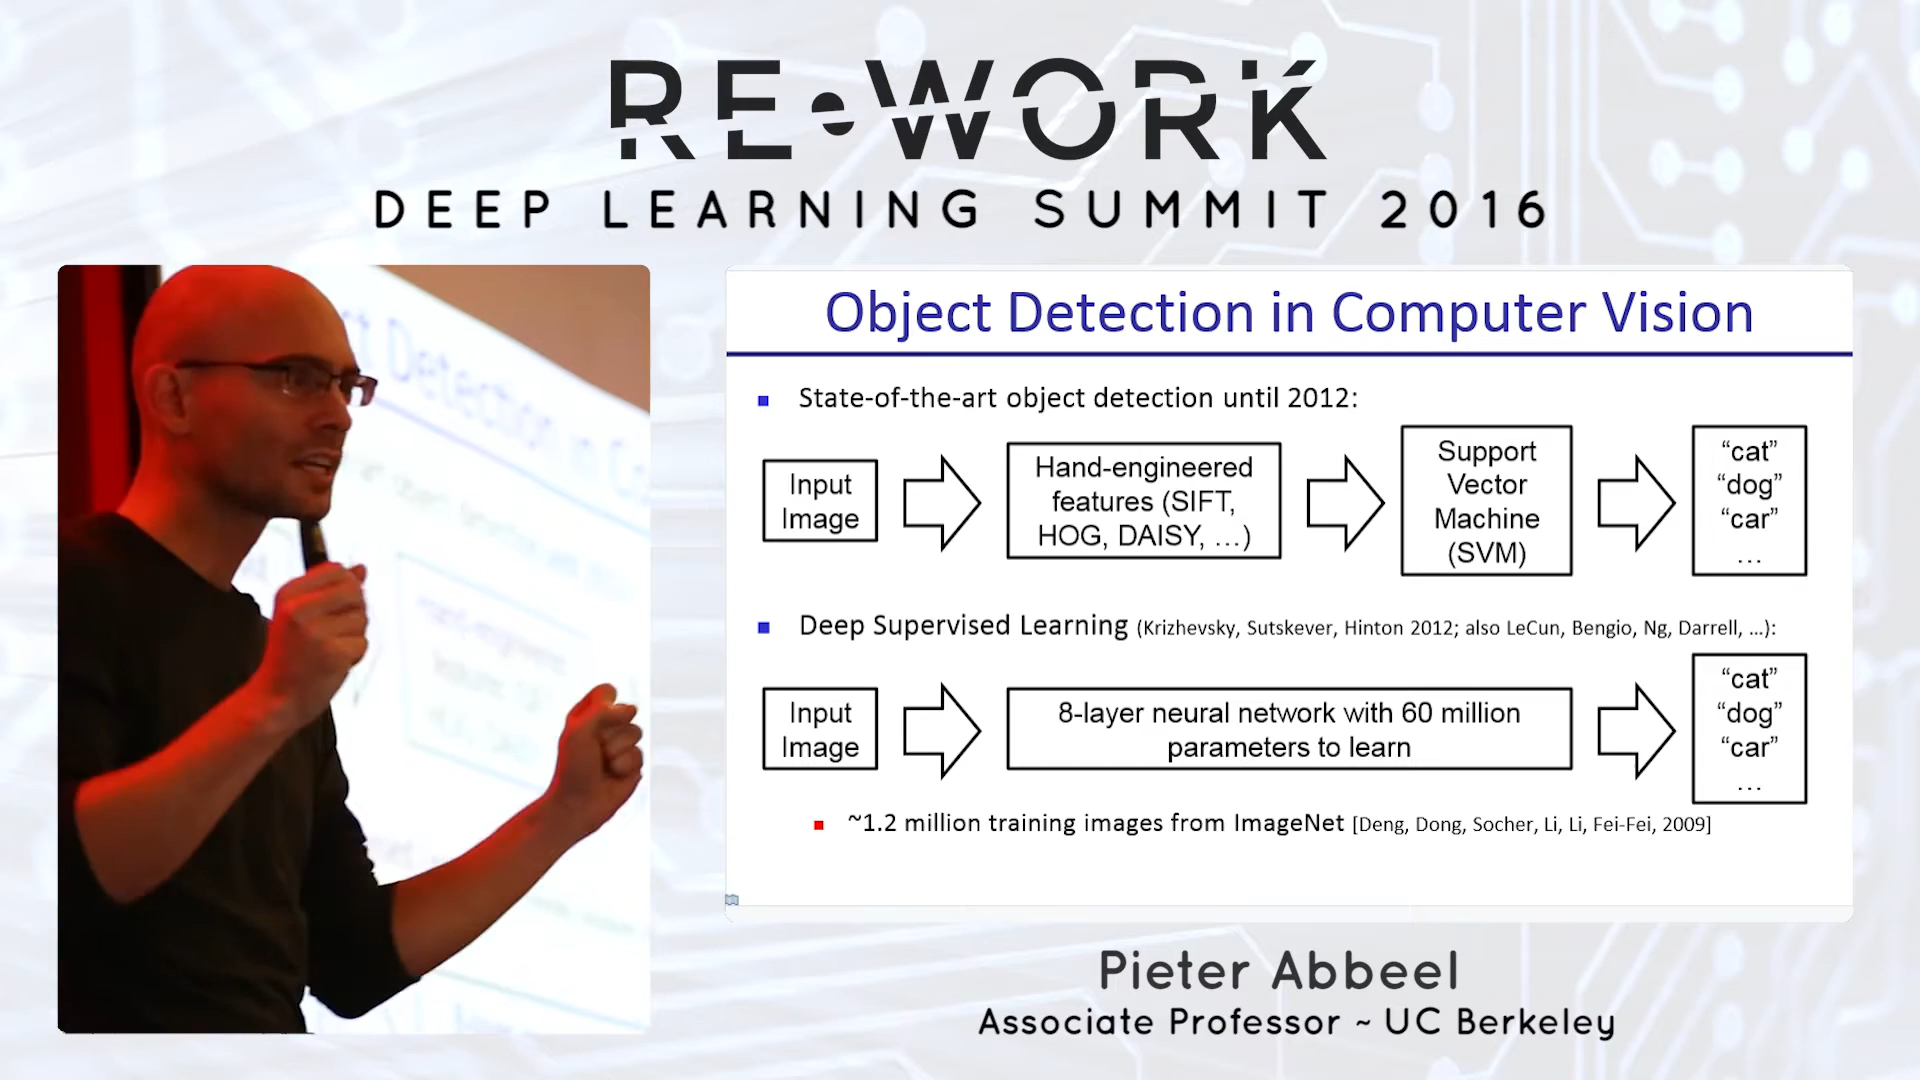 RE•WORK
DEEP LEARNING SUMMIT 2016
Object Detection in Computer Vision
State-of-the-art object detection until 2012:
Input
Image
Hand-engineered
features (SIFT,
HOG, DAISY, …)
Support
Vector
Machine
(SVM)
“cat”
“dog”
“car”
…
Deep Supervised Learning (Krizhevsky, Sutskever, Hinton 2012; also LeCun, Bengio, Ng, Darrell, …):
Input
Image
8-layer neural network with 60 million
parameters to learn
“cat”
“dog”
“car”
…
~1.2 million training images from ImageNet [Deng, Dong, Socher, Li, Li, Fei-Fei, 2009]
Pieter Abbeel
Associate Professor ~ UC Berkeley